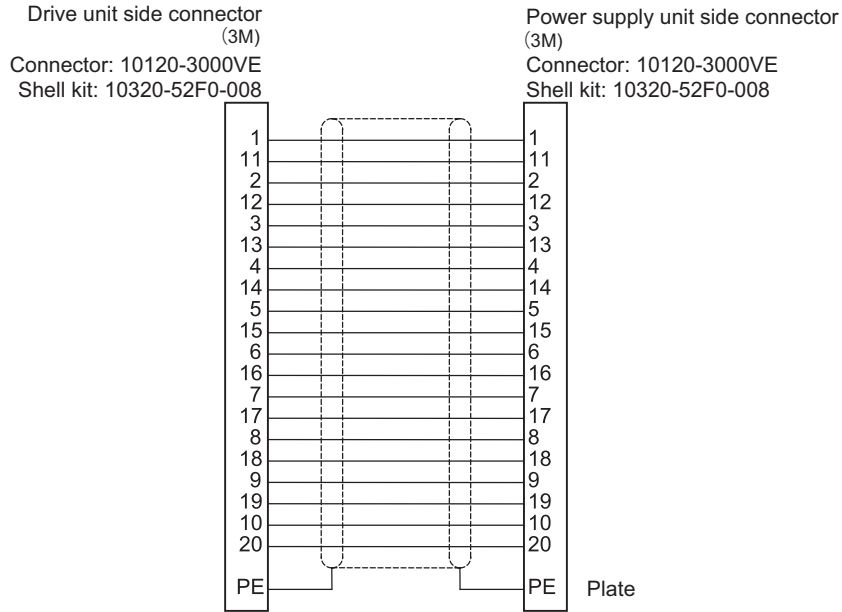 Drive unit side connector
(3M)
Connector: 10120-3000VE
Shell kit: 10320-52F0-008
Power supply unit side connector
(3M)
Connector: 10120-3000VE
Shell kit: 10320-52F0-008
1 1
11 11
2 2
12 12
3 3
13 13
4 4
14 14
5 5
15 15
6 6
16 16
7 7
17 17
8 8
18 18
9 9
19 19
10 10
20 20
PE PE Plate